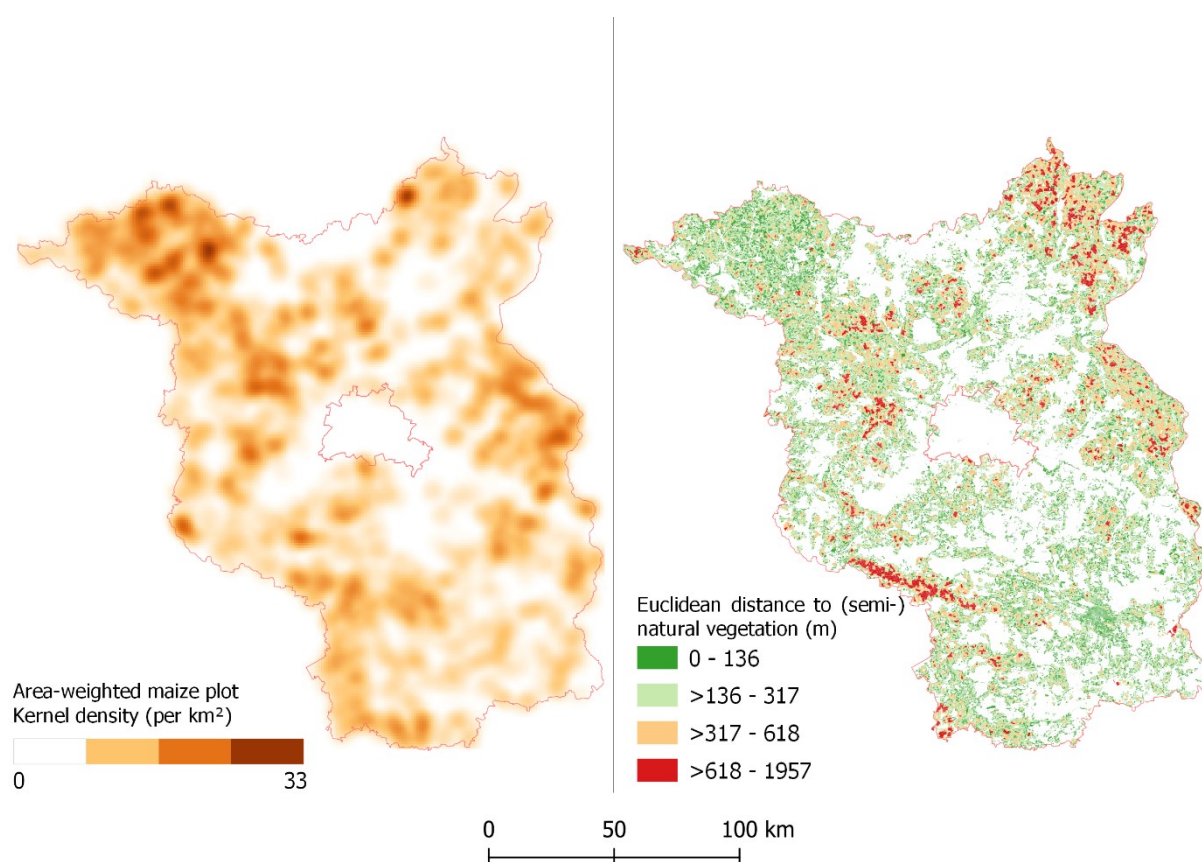 Area-weighted maize plot
Kernel density (per km²)
0 33
Euclidean distance to (semi-)
natural vegetation (m)
0 - 136
>136 - 317
>317 - 618
>618 - 1957
0 50 100 km